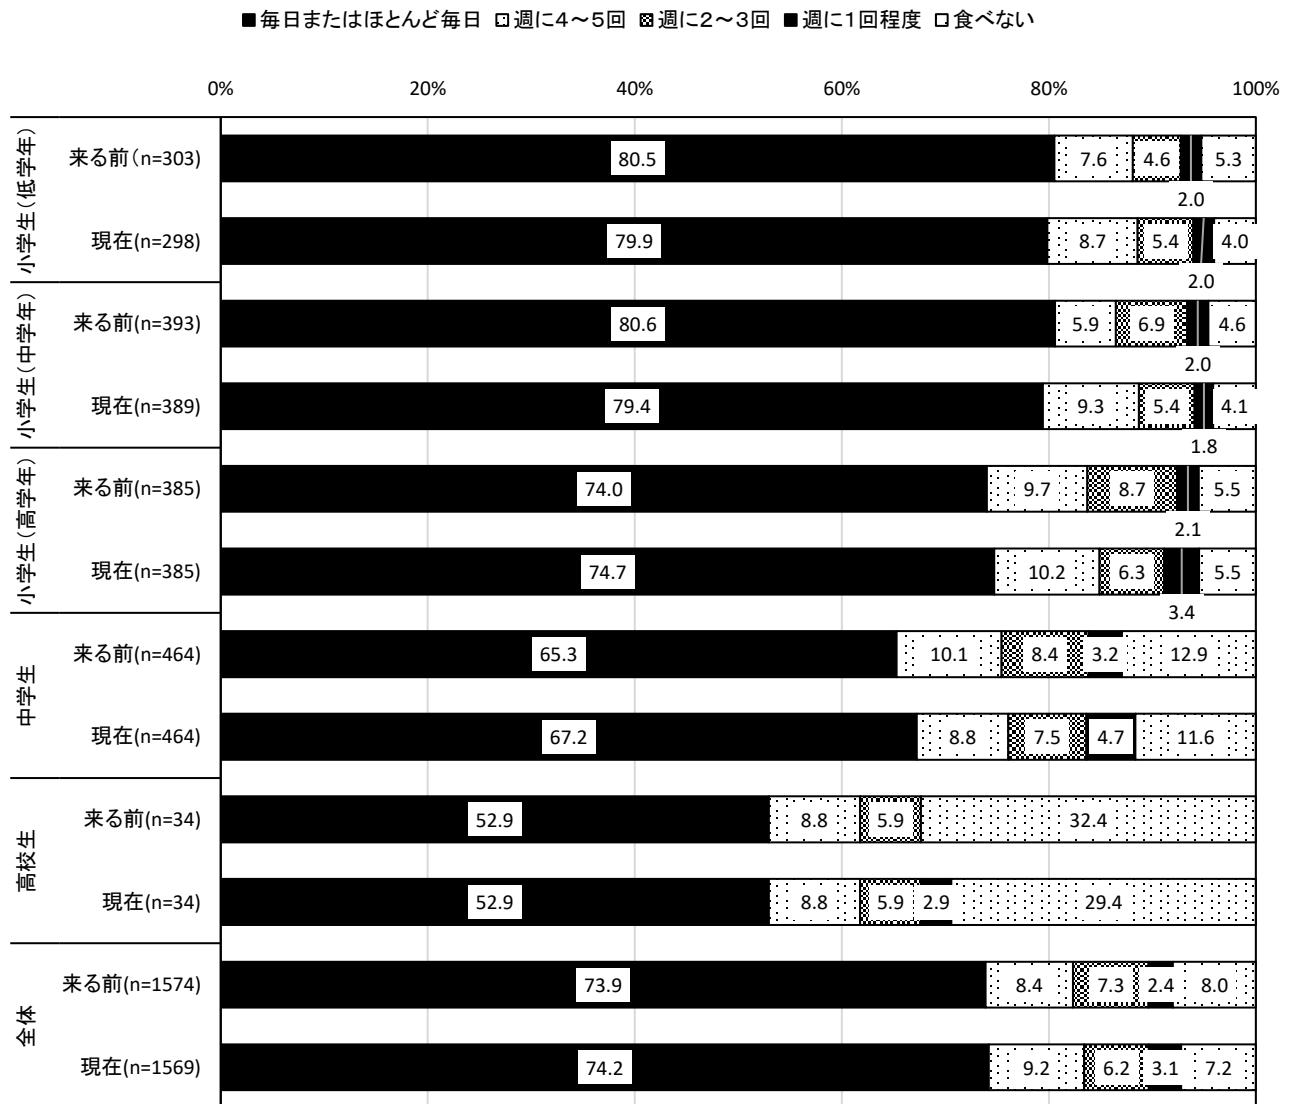 ■毎日またはほとんど毎日 □週に4～5回 ▩週に2～3回 ■週に1回程度 □食べない
0% 20% 40% 60% 80% 100%
小学生（低学年）
来る前（n=303) 80.5 7.6 4.6 2.0 5.3
現在(n=298) 79.9 8.7 5.4 2.0 4.0
小学生（中学年）
来る前(n=393) 80.6 5.9 6.9 2.0 4.6
現在(n=389) 79.4 9.3 5.4 1.8 4.1
小学生（高学年）
来る前(n=385) 74.0 9.7 8.7 2.1 5.5
現在(n=385) 74.7 10.2 6.3 3.4 5.5
中学生
来る前(n=464) 65.3 10.1 8.4 3.2 12.9
現在(n=464) 67.2 8.8 7.5 4.7 11.6
高校生
来る前(n=34) 52.9 8.8 5.9 32.4
現在(n=34) 52.9 8.8 5.9 2.9 29.4
全体
来る前(n=1574) 73.9 8.4 7.3 2.4 8.0
現在(n=1569) 74.2 9.2 6.2 3.1 7.2